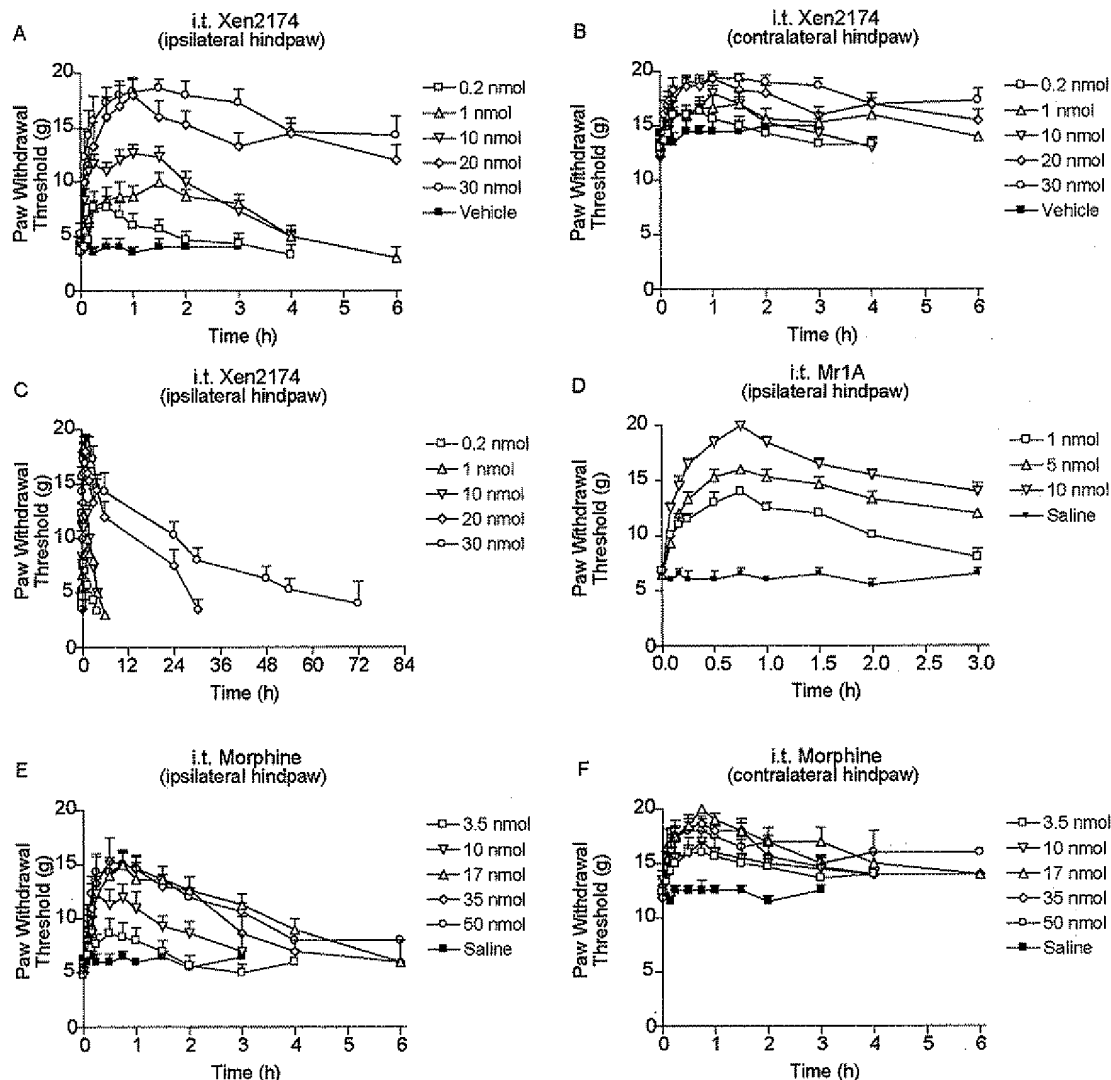 A
i.t. Xen2174
(ipsilateral hindpaw)
Paw Withdrawal
Threshold (g)
20
15
10
5
0
0 1 2 3 4 5 6
Time (h)
0.2 nmol
1 nmol
10 nmol
20 nmol
30 nmol
Vehicle
B
i.t. Xen2174
(contralateral hindpaw)
Paw Withdrawal
Threshold (g)
20
15
10
5
0
0 1 2 3 4 5 6
Time (h)
0.2 nmol
1 nmol
10 nmol
20 nmol
30 nmol
Vehicle
C
i.t. Xen2174
(ipsilateral hindpaw)
Paw Withdrawal
Threshold (g)
20
15
10
5
0
0 12 24 36 48 60 72 84
Time (h)
0.2 nmol
1 nmol
10 nmol
20 nmol
30 nmol
D
i.t. Mr1A
(ipsilateral hindpaw)
Paw Withdrawal
Threshold (g)
20
15
10
5
0
0.0 0.5 1.0 1.5 2.0 2.5 3.0
Time (h)
1 nmol
5 nmol
10 nmol
Saline
E
i.t. Morphine
(ipsilateral hindpaw)
Paw Withdrawal
Threshold (g)
20
15
10
5
0
0 1 2 3 4 5 6
Time (h)
3.5 nmol
10 nmol
17 nmol
35 nmol
50 nmol
Saline
F
i.t. Morphine
(contralateral hindpaw)
Paw Withdrawal
Threshold (g)
20
15
10
5
0
0 1 2 3 4 5 6
Time (h)
3.5 nmol
10 nmol
17 nmol
35 nmol
50 nmol
Saline